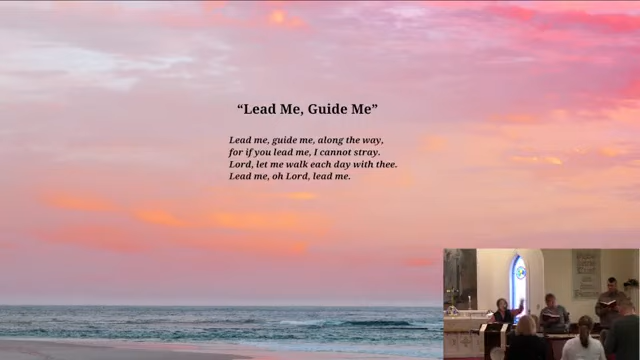 “Lead Me, Guide Me”
Lead me, guide me, along the way,
for if you lead me, I cannot stray.
Lord, let me walk each day with thee.
Lead me, oh Lord, lead me.